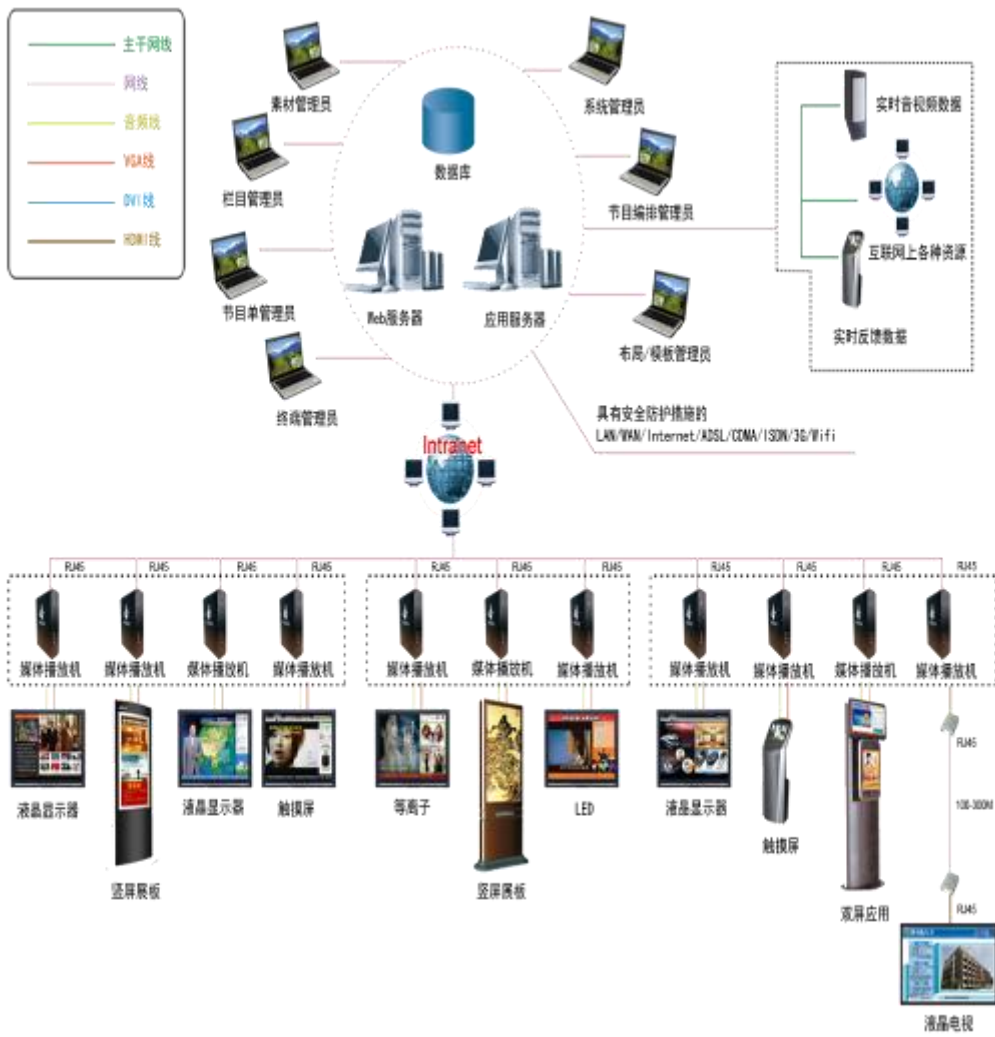 主干网线
网线
音频线
VGA线
DVI线
HDMI线
素材管理员
系统管理员
栏目管理员
节目编排管理员
节目单管理员
布局/模板管理员
终端管理员
数据库
Web服务器
应用服务器
实时音视频数据
互联网上各种资源
实时反馈数据
具有安全防护措施的
LAN/WAN/Internet/ADSL/CDMA/ISDN/3G/Wifi
Intranet
RJ45 RJ45 RJ45 RJ45 RJ45 RJ45 RJ45 RJ45 RJ45 RJ45 RJ45
媒体播放机 媒体播放机 媒体播放机 媒体播放机 媒体播放机 媒体播放机 媒体播放机 媒体播放机 媒体播放机 媒体播放机 媒体播放机
RJ45
100-300M
RJ45
液晶显示器
竖屏展板
液晶显示器
触摸屏
等离子
竖屏展板
LED
液晶显示器
触摸屏
双屏应用
液晶电视